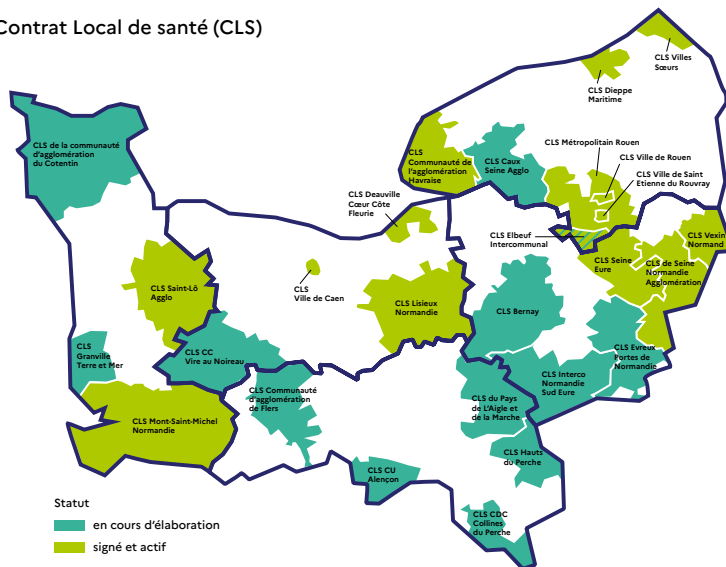 Contrat Local de santé (CLS)
CLS Villes
Sœurs
CLS Dieppe
Maritime
CLS de la communauté
d'agglomération
du Cotentin
CLS
Communauté de
l'agglomération
Havraise
CLS Caux
Seine Agglo
CLS Métropolitain Rouen
CLS Ville de Rouen
CLS Ville de Saint
Etienne du Rouvray
CLS Deauville
Cœur Côte
Fleurie
CLS Elbeuf
Intercommunal
CLS Vexin
Normand
CLS Seine
Eure
CLS de Seine
Normandie
Agglomération
CLS
Ville de Caen
CLS Saint-Lô
Agglo
CLS Lisieux
Normandie
CLS Bernay
CLS
Granville
Terre et Mer
CLS CC
Vire au Noireau
CLS Evreux
Portes de
Normandie
CLS Interco
Normandie
Sud Eure
CLS Communauté
d'agglomération
de Flers
CLS du Pays
de L'Aigle et
de la Marche
CLS Mont-Saint-Michel
Normandie
CLS Hauts
du Perche
CLS CU
Alençon
CLS CDC
Collines
du Perche
Statut
en cours d'élaboration
signé et actif